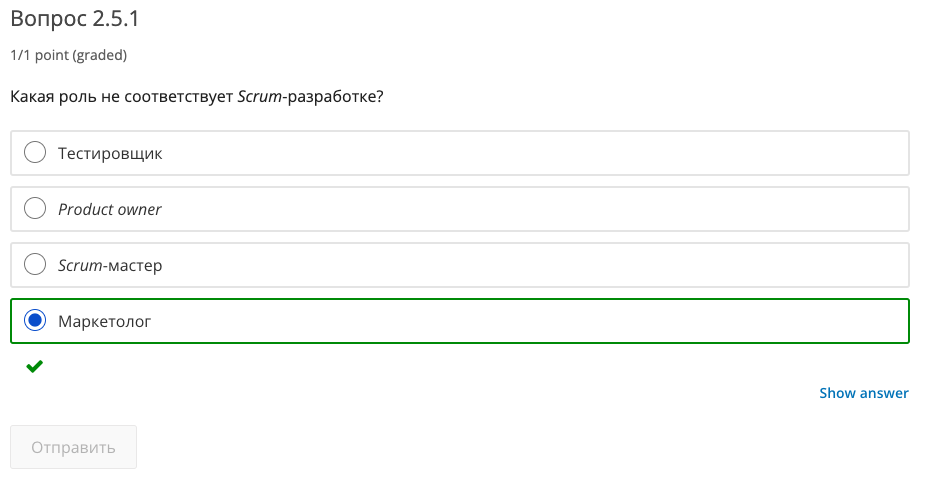 Вопрос 2.5.1
1/1 point (graded)
Какая роль не соответствует Scrum-разработке?
Тестировщик
Product owner
Scrum-мастер
Маркетолог
Show answer
Отправить